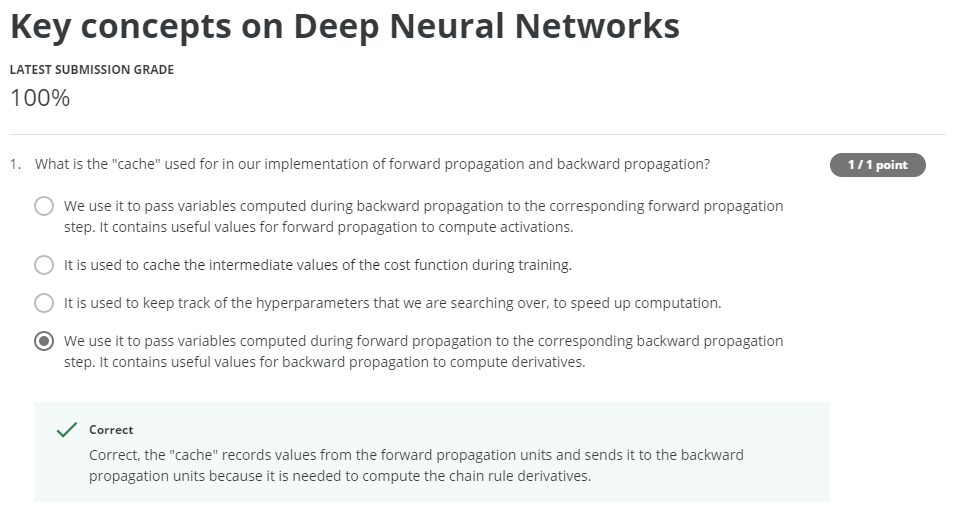 Key concepts on Deep Neural Networks
LATEST SUBMISSION GRADE
100%
1. What is the "cache" used for in our implementation of forward propagation and backward propagation?
1 / 1 point
We use it to pass variables computed during backward propagation to the corresponding forward propagation
step. It contains useful values for forward propagation to compute activations.
It is used to cache the intermediate values of the cost function during training.
It is used to keep track of the hyperparameters that we are searching over, to speed up computation.
We use it to pass variables computed during forward propagation to the corresponding backward propagation
step. It contains useful values for backward propagation to compute derivatives.
Correct
Correct, the "cache" records values from the forward propagation units and sends it to the backward
propagation units because it is needed to compute the chain rule derivatives.